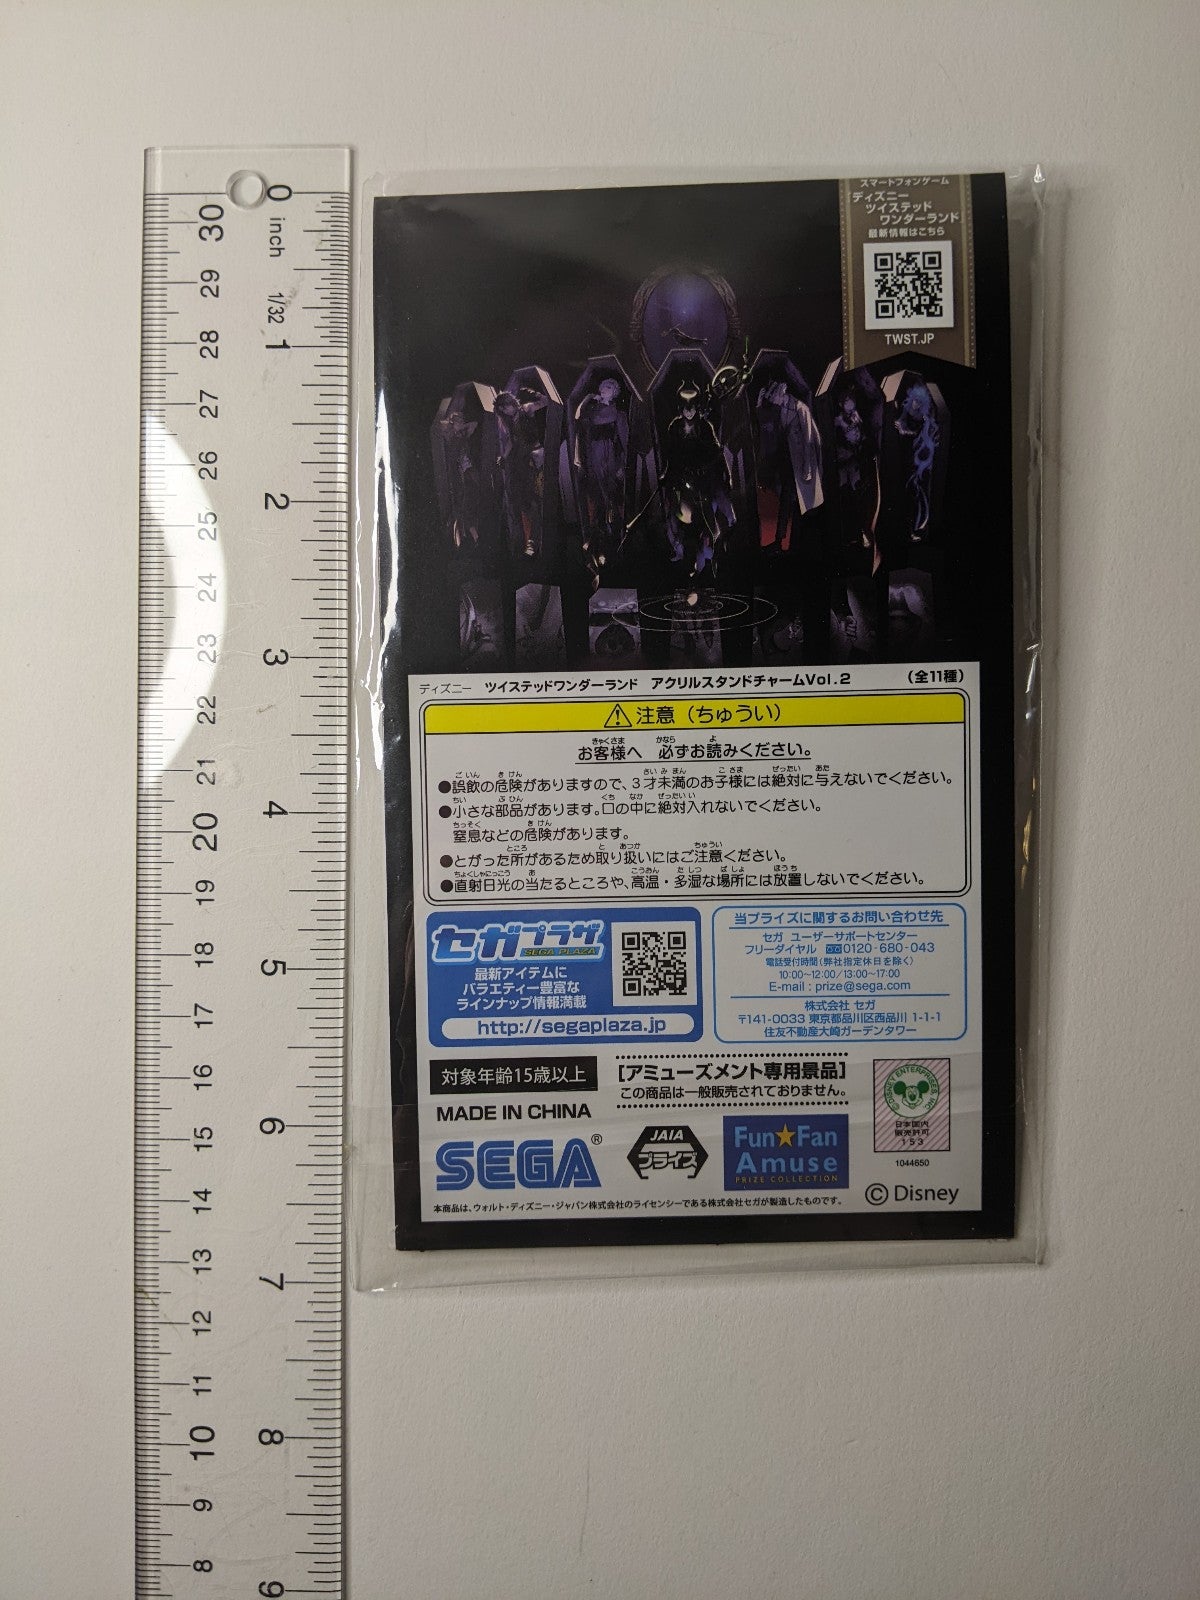 スマートフォンゲーム
ディズニー
ツイステッド
ワンダーランド
最新情報はこちら
TWST.JP
ディズニー ツイステッドワンダーランド アクリルスタンドチャームVol.2 (全11種)
注意(ちゅうい)
お客様へ 必ずお読みください。
●誤飲の危険がありますので、3才未満のお子様には絶対に与えないでください。
●小さな部品があります。口の中に絶対入れないでください。
窒息などの危険があります。
●とがった所があるため取り扱いにはご注意ください。
●直射日光の当たるところや、高温・多湿な場所には放置しないでください。
セガプラザ
SEGA PLAZA
最新アイテムに
バラエティー豊富な
ラインナップ情報満載
http://segaplaza.jp
当プライズに関するお問い合わせ先
セガ ユーザーサポートセンター
フリーダイヤル 0120-680-043
電話受付時間(弊社指定休日を除く)
10:00~12:00/13:00~17:00
E-mail : prize@sega.com
株式会社 セガ
〒141-0033 東京都品川区西品川 1-1-1
住友不動産大崎ガーデンタワー
対象年齢15歳以上
MADE IN CHINA
SEGA®
[アミューズメント専用景品]
この商品は一般販売されておりません。
JAIA
プライズ
Fun★Fan
Amuse
PRIZE COLLECTION
©DISNEY ENTERPRISES, INC.
日本国内
販売許可
153
1044650
© Disney
本商品は、ウォルト・ディズニー・ジャパン株式会社のライセンシーである株式会社セガが製造したものです。
0
inch
1/32
1
2
3
4
5
6
7
8
9
30
29
28
27
26
25
24
23
22
21
20
19
18
17
16
15
14
13
12
11
10
9
8